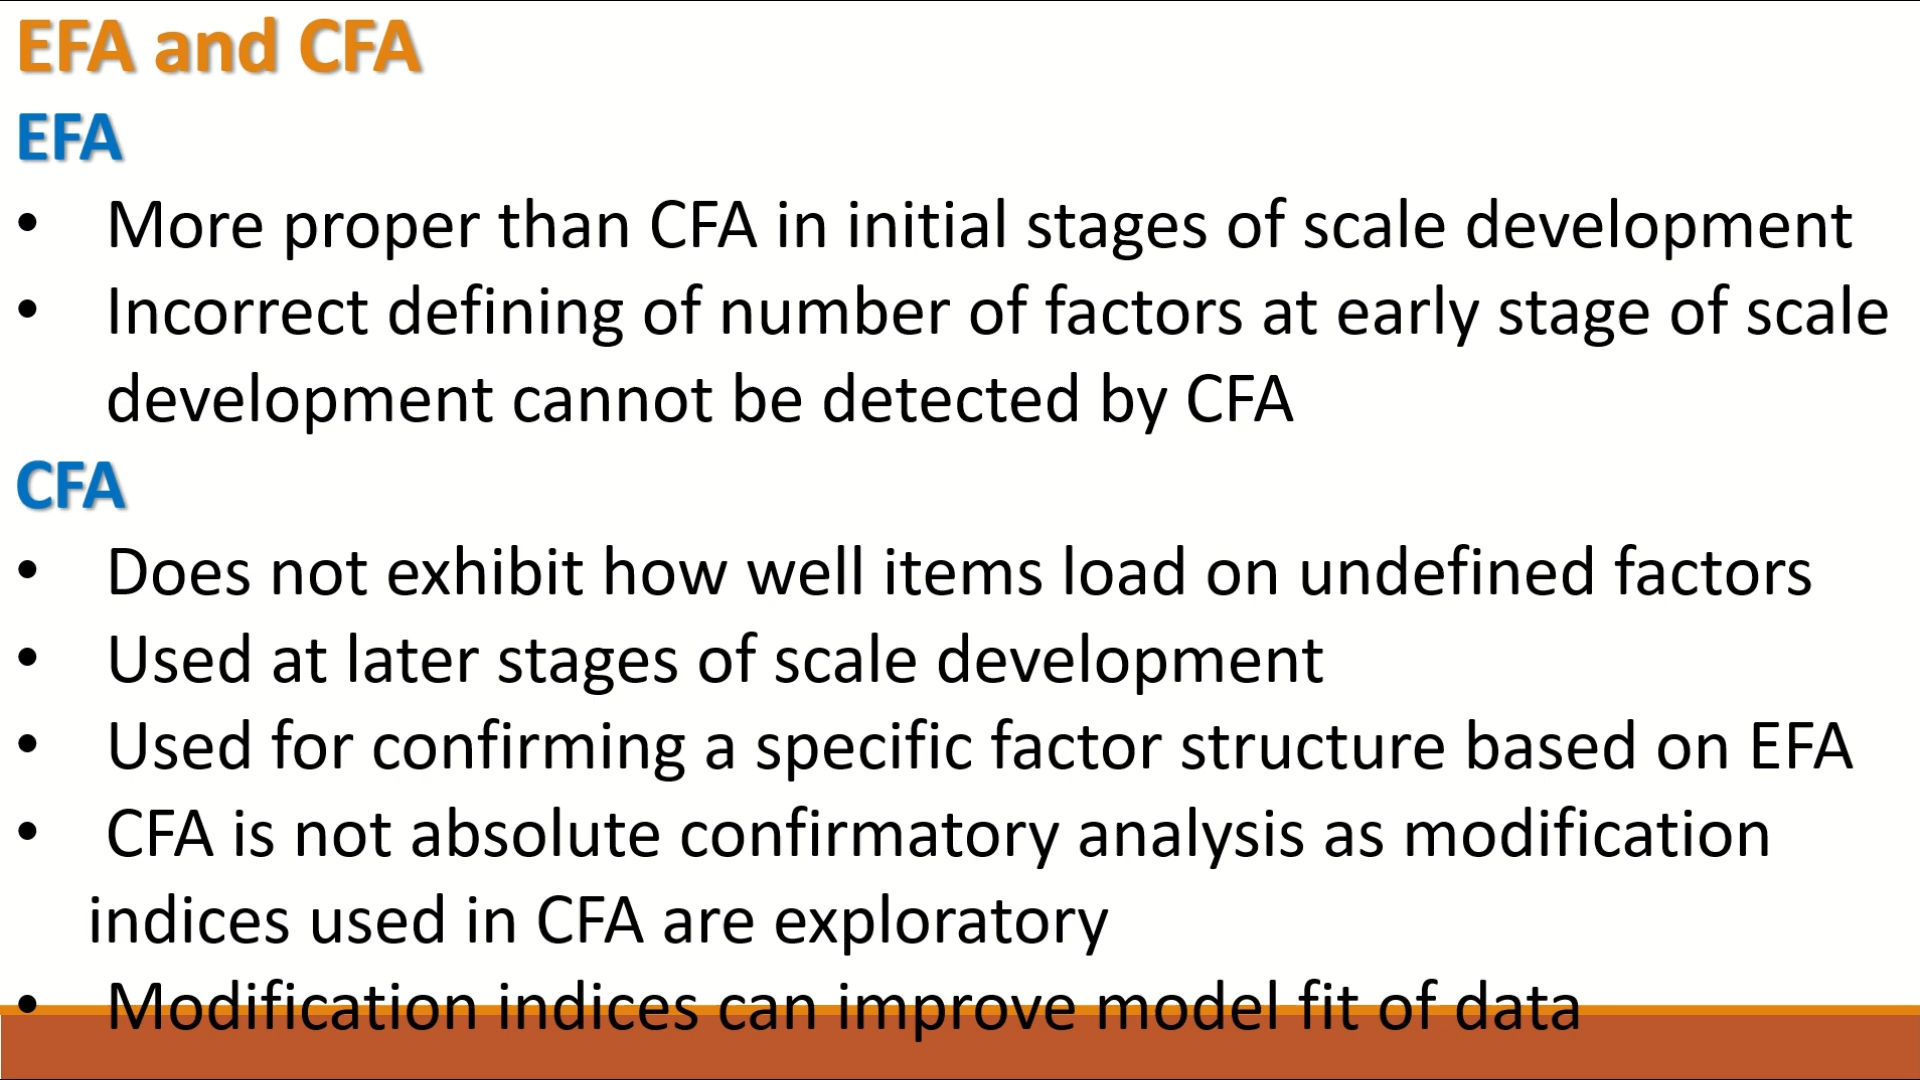 EFA and CFA
EFA
• More proper than CFA in initial stages of scale development
• Incorrect defining of number of factors at early stage of scale
development cannot be detected by CFA
CFA
• Does not exhibit how well items load on undefined factors
• Used at later stages of scale development
• Used for confirming a specific factor structure based on EFA
• CFA is not absolute confirmatory analysis as modification
indices used in CFA are exploratory
• Modification indices can improve model fit of data